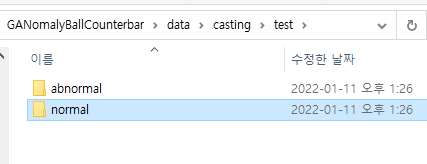 GANomalyBallCounterbar > data > casting > test >
이름 수정한 날짜
abnormal 2022-01-11 오후 1:26
normal 2022-01-11 오후 1:26